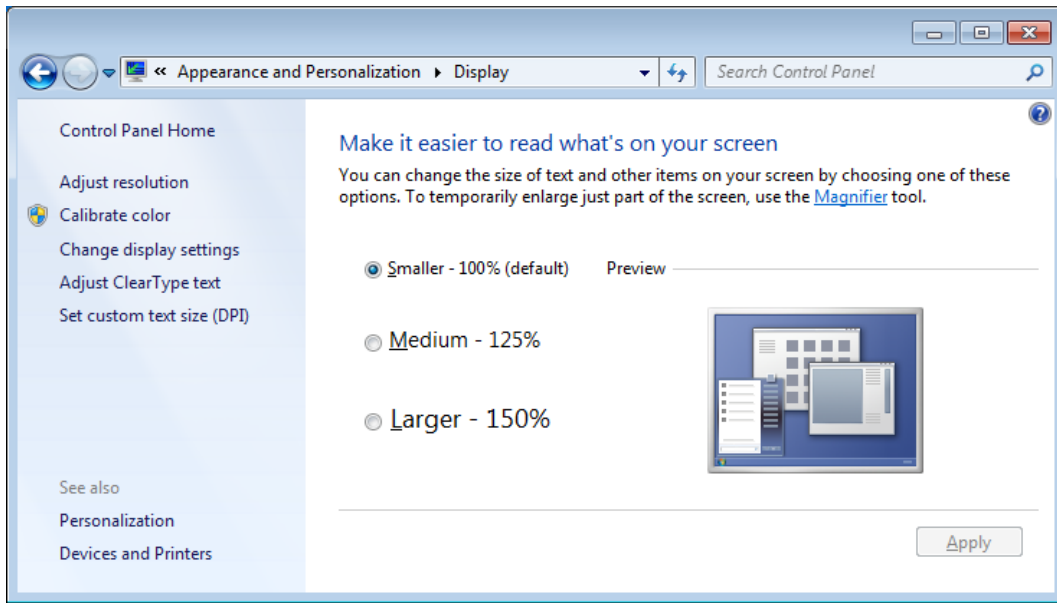 « Appearance and Personalization ▸ Display
Search Control Panel
Control Panel Home
Adjust resolution
Calibrate color
Change display settings
Adjust ClearType text
Set custom text size (DPI)
See also
Personalization
Devices and Printers
Make it easier to read what's on your screen
You can change the size of text and other items on your screen by choosing one of these
options. To temporarily enlarge just part of the screen, use the Magnifier tool.
Smaller - 100% (default)
Preview
Medium - 125%
Larger - 150%
Apply